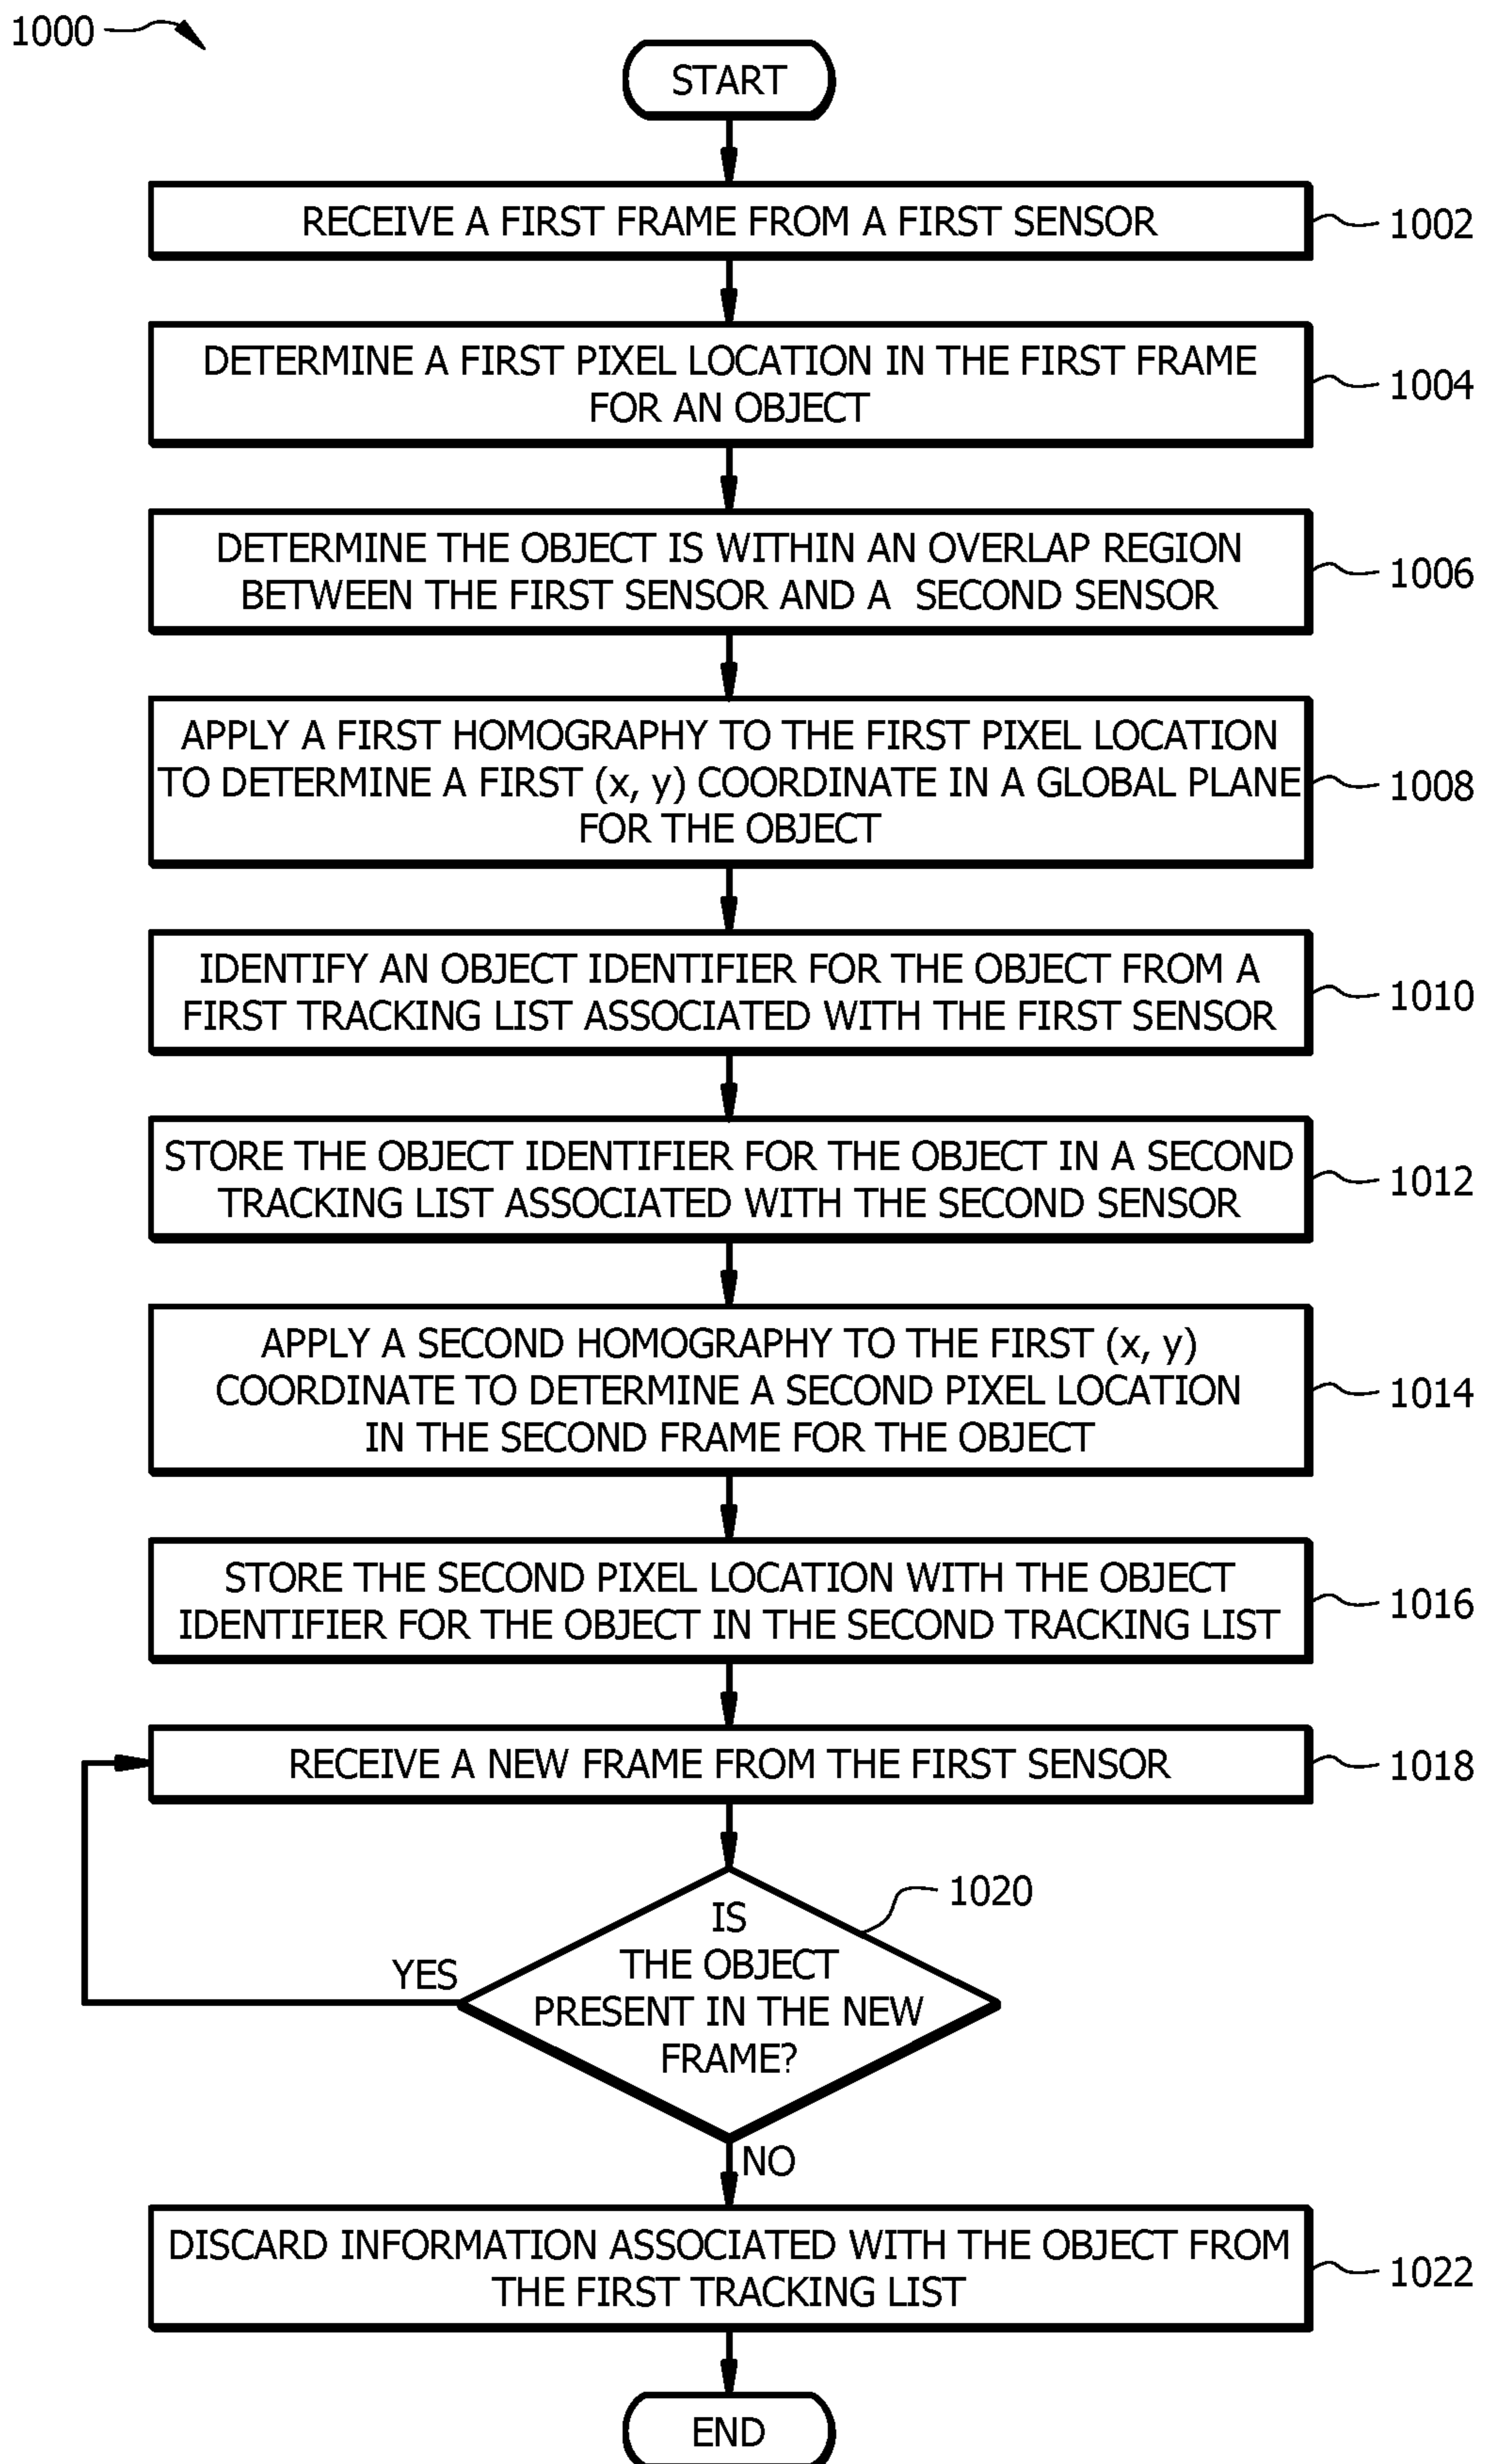 1000
START
RECEIVE A FIRST FRAME FROM A FIRST SENSOR
1002
DETERMINE A FIRST PIXEL LOCATION IN THE FIRST FRAME
FOR AN OBJECT
1004
DETERMINE THE OBJECT IS WITHIN AN OVERLAP REGION
BETWEEN THE FIRST SENSOR AND A SECOND SENSOR
1006
APPLY A FIRST HOMOGRAPHY TO THE FIRST PIXEL LOCATION
TO DETERMINE A FIRST (x, y) COORDINATE IN A GLOBAL PLANE
FOR THE OBJECT
1008
IDENTIFY AN OBJECT IDENTIFIER FOR THE OBJECT FROM A
FIRST TRACKING LIST ASSOCIATED WITH THE FIRST SENSOR
1010
STORE THE OBJECT IDENTIFIER FOR THE OBJECT IN A SECOND
TRACKING LIST ASSOCIATED WITH THE SECOND SENSOR
1012
APPLY A SECOND HOMOGRAPHY TO THE FIRST (x, y)
COORDINATE TO DETERMINE A SECOND PIXEL LOCATION
IN THE SECOND FRAME FOR THE OBJECT
1014
STORE THE SECOND PIXEL LOCATION WITH THE OBJECT
IDENTIFIER FOR THE OBJECT IN THE SECOND TRACKING LIST
1016
RECEIVE A NEW FRAME FROM THE FIRST SENSOR
1018
IS
THE OBJECT
PRESENT IN THE NEW
FRAME?
1020
YES
NO
DISCARD INFORMATION ASSOCIATED WITH THE OBJECT FROM
THE FIRST TRACKING LIST
1022
END